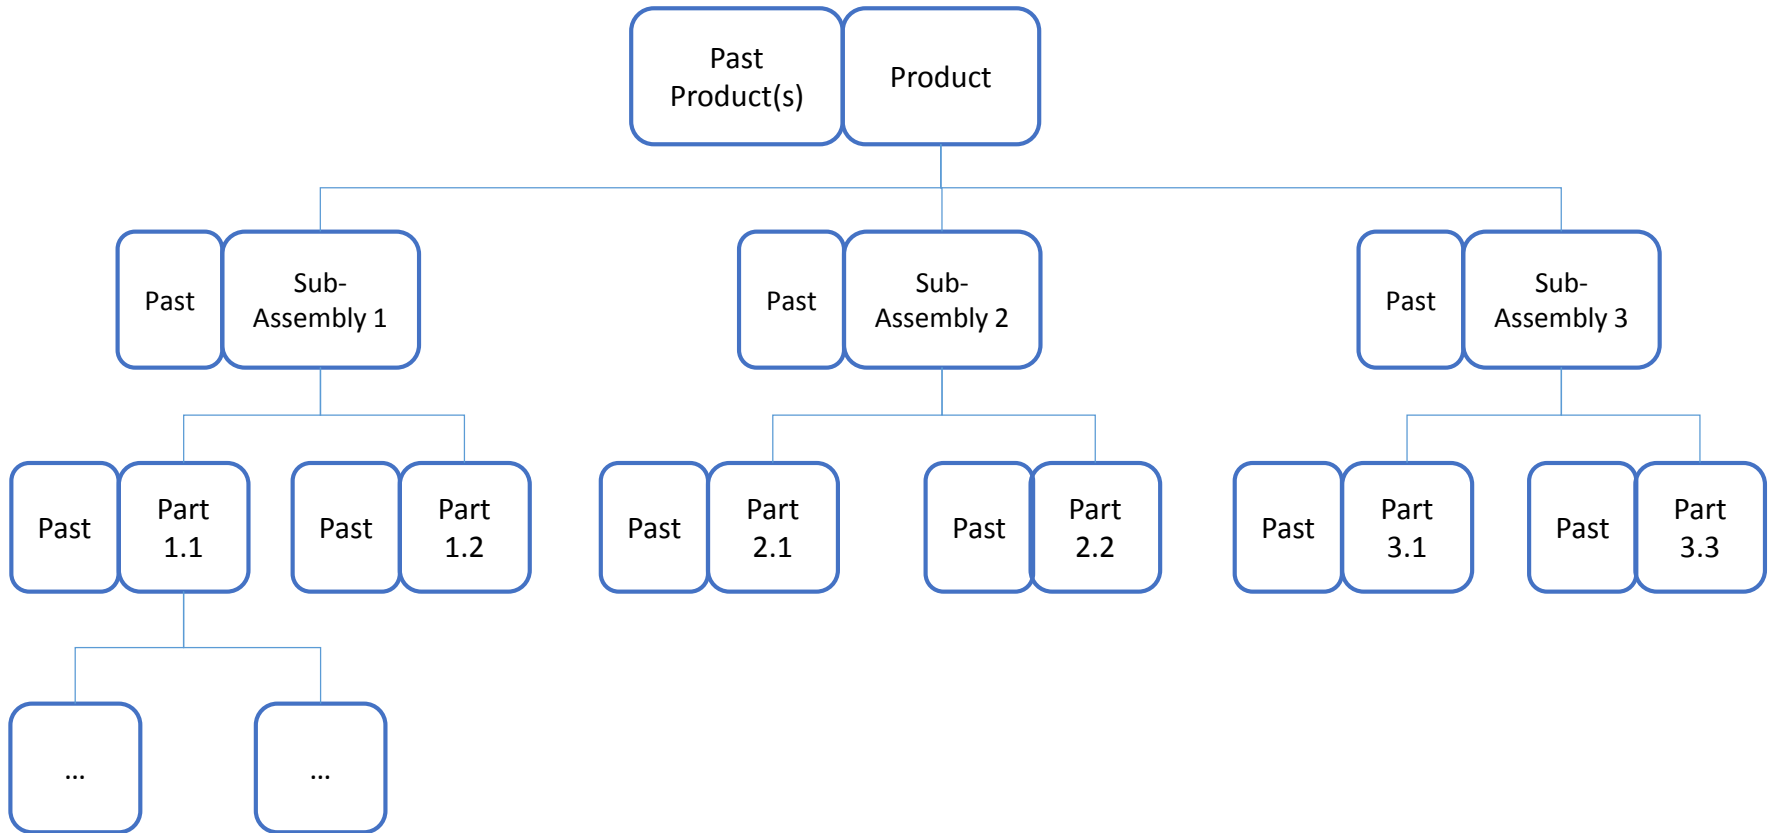 Past
Product(s)
Product
Past
Sub-
Assembly 1
Past
Sub-
Assembly 2
Past
Sub-
Assembly 3
Past
Part
1.1
Past
Part
1.2
Past
Part
2.1
Past
Part
2.2
Past
Part
3.1
Past
Part
3.3
...
...